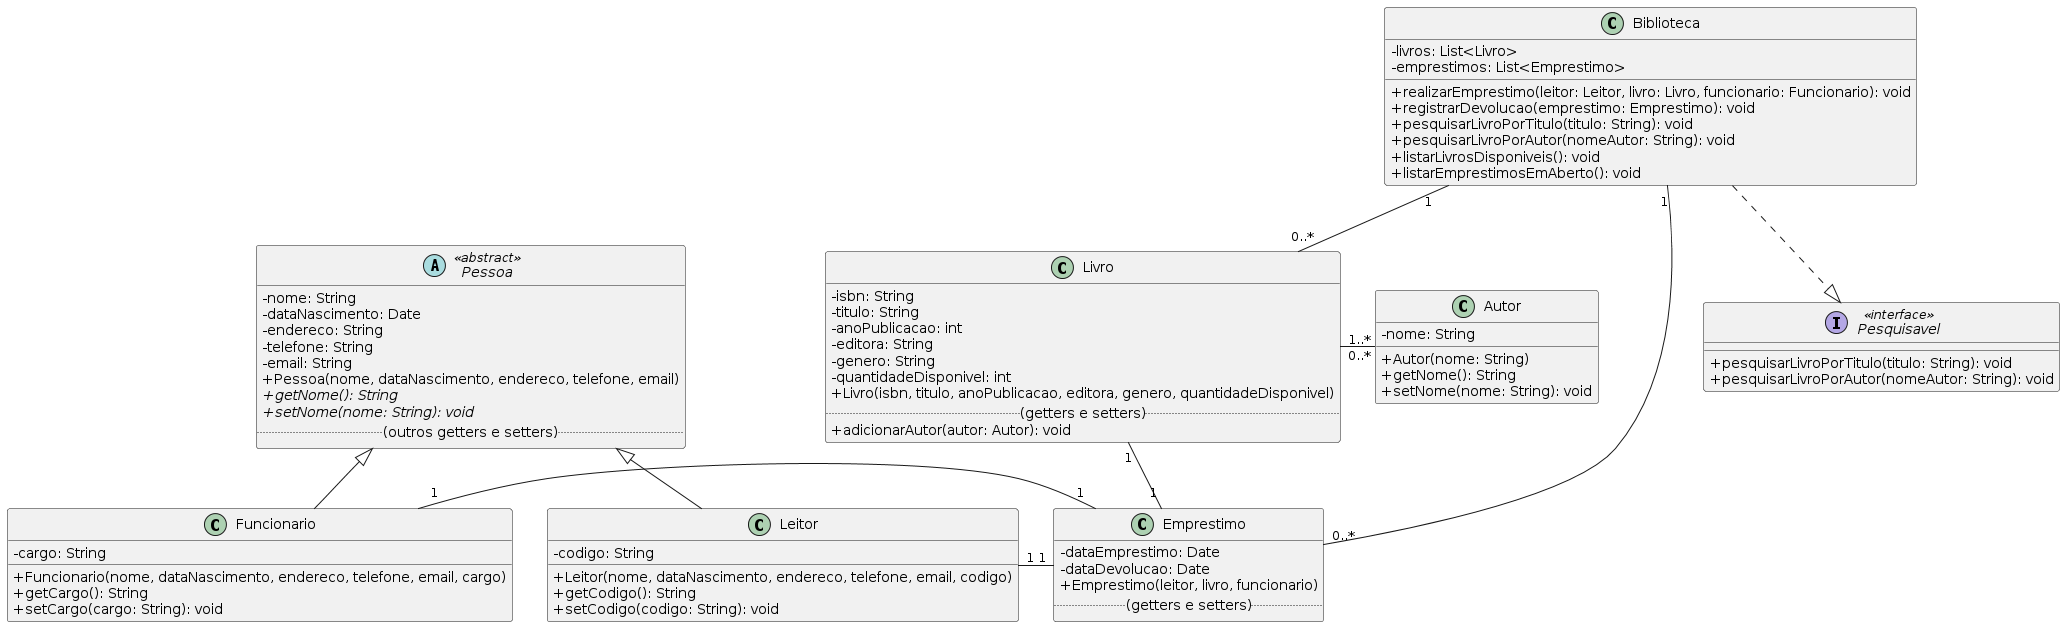 C Biblioteca
-livros: List<Livro>
-emprestimos: List<Emprestimo>
+realizarEmprestimo(leitor: Leitor, livro: Livro, funcionario: Funcionario): void
+registrarDevolucao(emprestimo: Emprestimo): void
+pesquisarLivroPorTitulo(titulo: String): void
+pesquisarLivroPorAutor(nomeAutor: String): void
+listarLivrosDisponiveis(): void
+listarEmprestimosEmAberto(): void
1
1
0..*
A «abstract»
Pessoa
-nome: String
-dataNascimento: Date
-endereco: String
-telefone: String
-email: String
+Pessoa(nome, dataNascimento, endereco, telefone, email)
+getNome(): String
+setNome(nome: String): void
(outros getters e setters)
C Livro
-isbn: String
-titulo: String
-anoPublicacao: int
-editora: String
-genero: String
-quantidadeDisponivel: int
+Livro(isbn, titulo, anoPublicacao, editora, genero, quantidadeDisponivel)
(getters e setters)
+adicionarAutor(autor: Autor): void
1..*
0..*
C Autor
-nome: String
+Autor(nome: String)
+getNome(): String
+setNome(nome: String): void
I «interface»
Pesquisavel
+pesquisarLivroPorTitulo(titulo: String): void
+pesquisarLivroPorAutor(nomeAutor: String): void
1
1
1
1
0..*
C Funcionario
-cargo: String
+Funcionario(nome, dataNascimento, endereco, telefone, email, cargo)
+getCargo(): String
+setCargo(cargo: String): void
C Leitor
-codigo: String
+Leitor(nome, dataNascimento, endereco, telefone, email, codigo)
+getCodigo(): String
+setCodigo(codigo: String): void
1 1
C Emprestimo
-dataEmprestimo: Date
-dataDevolucao: Date
+Emprestimo(leitor, livro, funcionario)
(getters e setters)